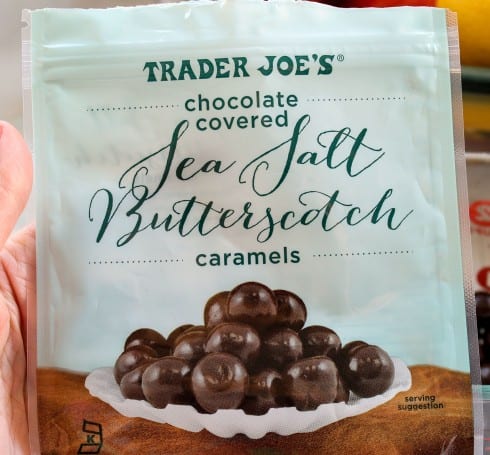 TRADER JOE'S®
chocolate
covered
Sea Salt
Butterscotch
caramels
serving
suggestion
K